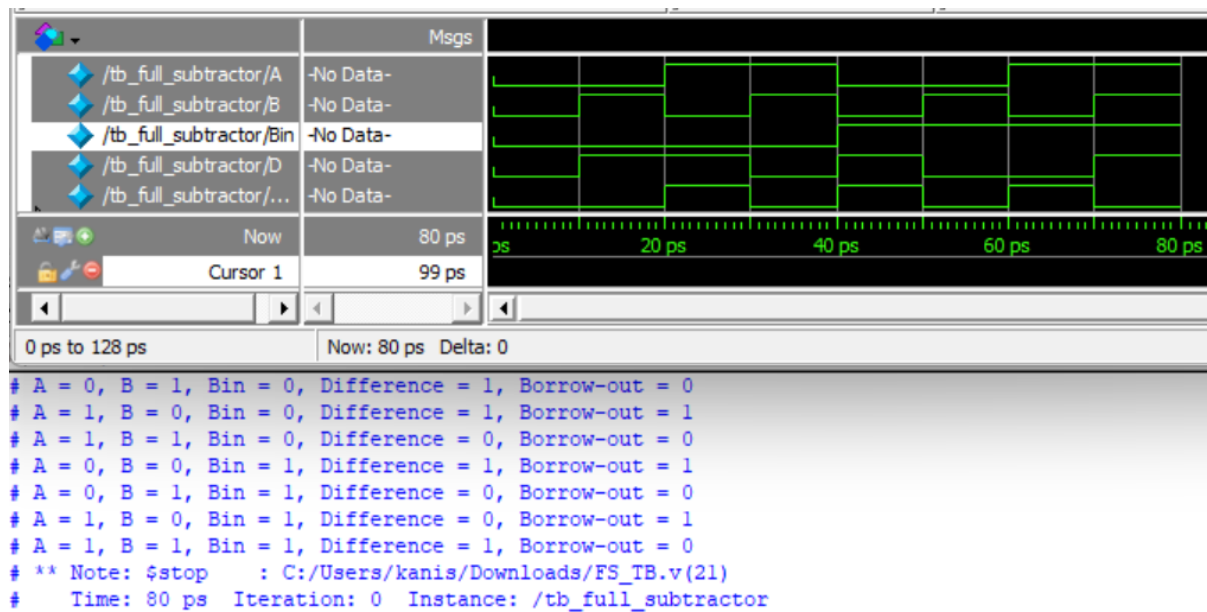 Msgs
/tb_full_subtractor/A -No Data-
/tb_full_subtractor/B -No Data-
/tb_full_subtractor/Bin -No Data-
/tb_full_subtractor/D -No Data-
/tb_full_subtractor/... -No Data-
Now 80 ps ps 20 ps 40 ps 60 ps 80 ps
Cursor 1 99 ps
0 ps to 128 ps Now: 80 ps Delta: 0
# A = 0, B = 1, Bin = 0, Difference = 1, Borrow-out = 0
# A = 1, B = 0, Bin = 0, Difference = 1, Borrow-out = 1
# A = 1, B = 1, Bin = 0, Difference = 0, Borrow-out = 0
# A = 0, B = 0, Bin = 1, Difference = 1, Borrow-out = 1
# A = 0, B = 1, Bin = 1, Difference = 0, Borrow-out = 0
# A = 1, B = 0, Bin = 1, Difference = 0, Borrow-out = 1
# A = 1, B = 1, Bin = 1, Difference = 1, Borrow-out = 0
# ** Note: $stop : C:/Users/kanis/Downloads/FS_TB.v(21)
# Time: 80 ps Iteration: 0 Instance: /tb_full_subtractor